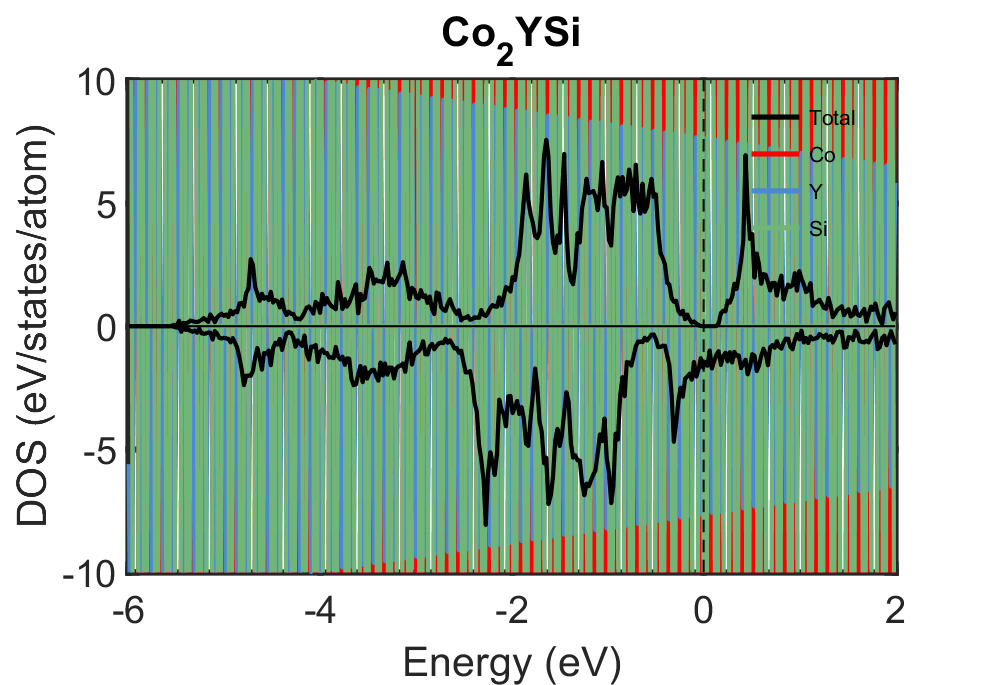 Co₂YSi
10
5
0
-5
-10
DOS (eV/states/atom)
Total
Co
Y
Si
-6 -4 -2 0 2
Energy (eV)